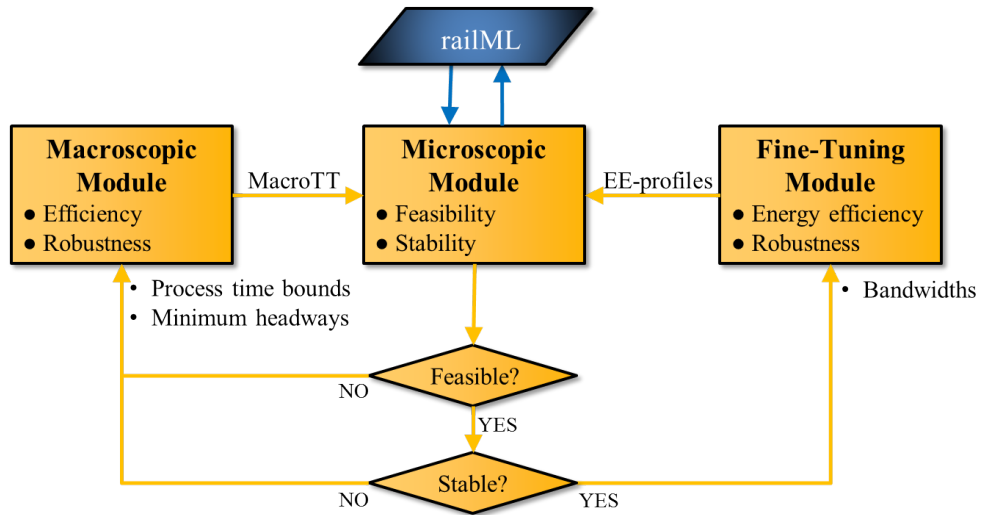 railML
Macroscopic
Module
● Efficiency
● Robustness
MacroTT
Microscopic
Module
● Feasibility
● Stability
EE-profiles
Fine-Tuning
Module
● Energy efficiency
● Robustness
• Process time bounds
• Minimum headways
• Bandwidths
Feasible?
NO
YES
Stable?
NO
YES